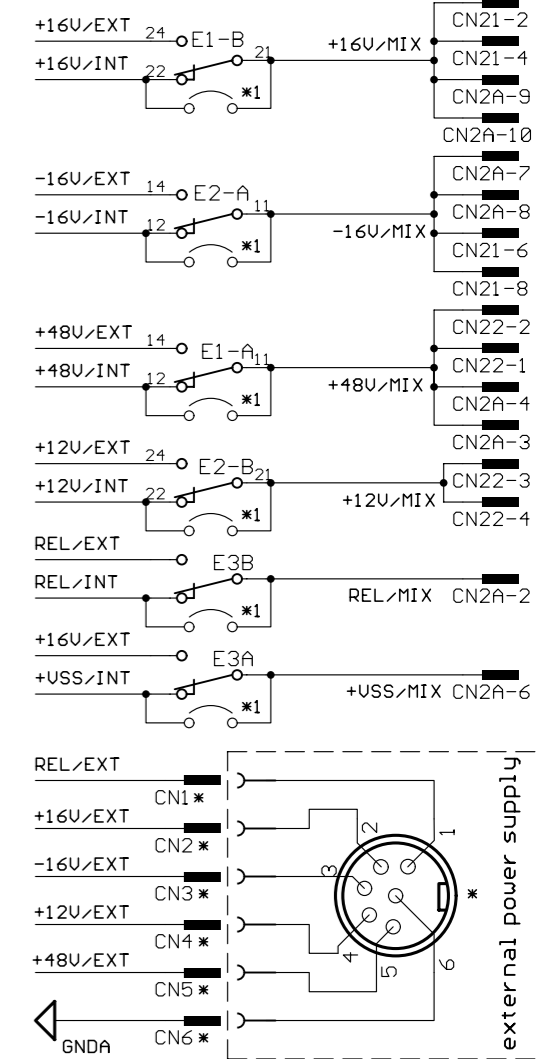 CN21-2
+16V/EXT 24 E1-B +16V/MIX
CN21-4
+16V/INT 22 21
*1 CN2A-9
CN2A-10
CN2A-7
-16V/EXT 14 E2-A
CN2A-8
-16V/INT 12 11 -16V/MIX
*1 CN21-6
CN21-8
CN22-2
+48V/EXT 14 E1-A
CN22-1
+48V/INT 12 11 +48V/MIX
*1 CN2A-4
CN2A-3
+12V/EXT 24 E2-B
CN22-3
+12V/INT 22 21 +12V/MIX
*1 CN22-4
REL/EXT E3B
REL/INT REL/MIX CN2A-2
*1
+16V/EXT E3A
+VSS/INT +VSS/MIX CN2A-6
*1
REL/EXT
CN1*
+16V/EXT
CN2*
-16V/EXT
CN3*
+12V/EXT
CN4*
+48V/EXT
CN5*
GNDA CN6*
2 1
3 *
4 5 6
external power supply